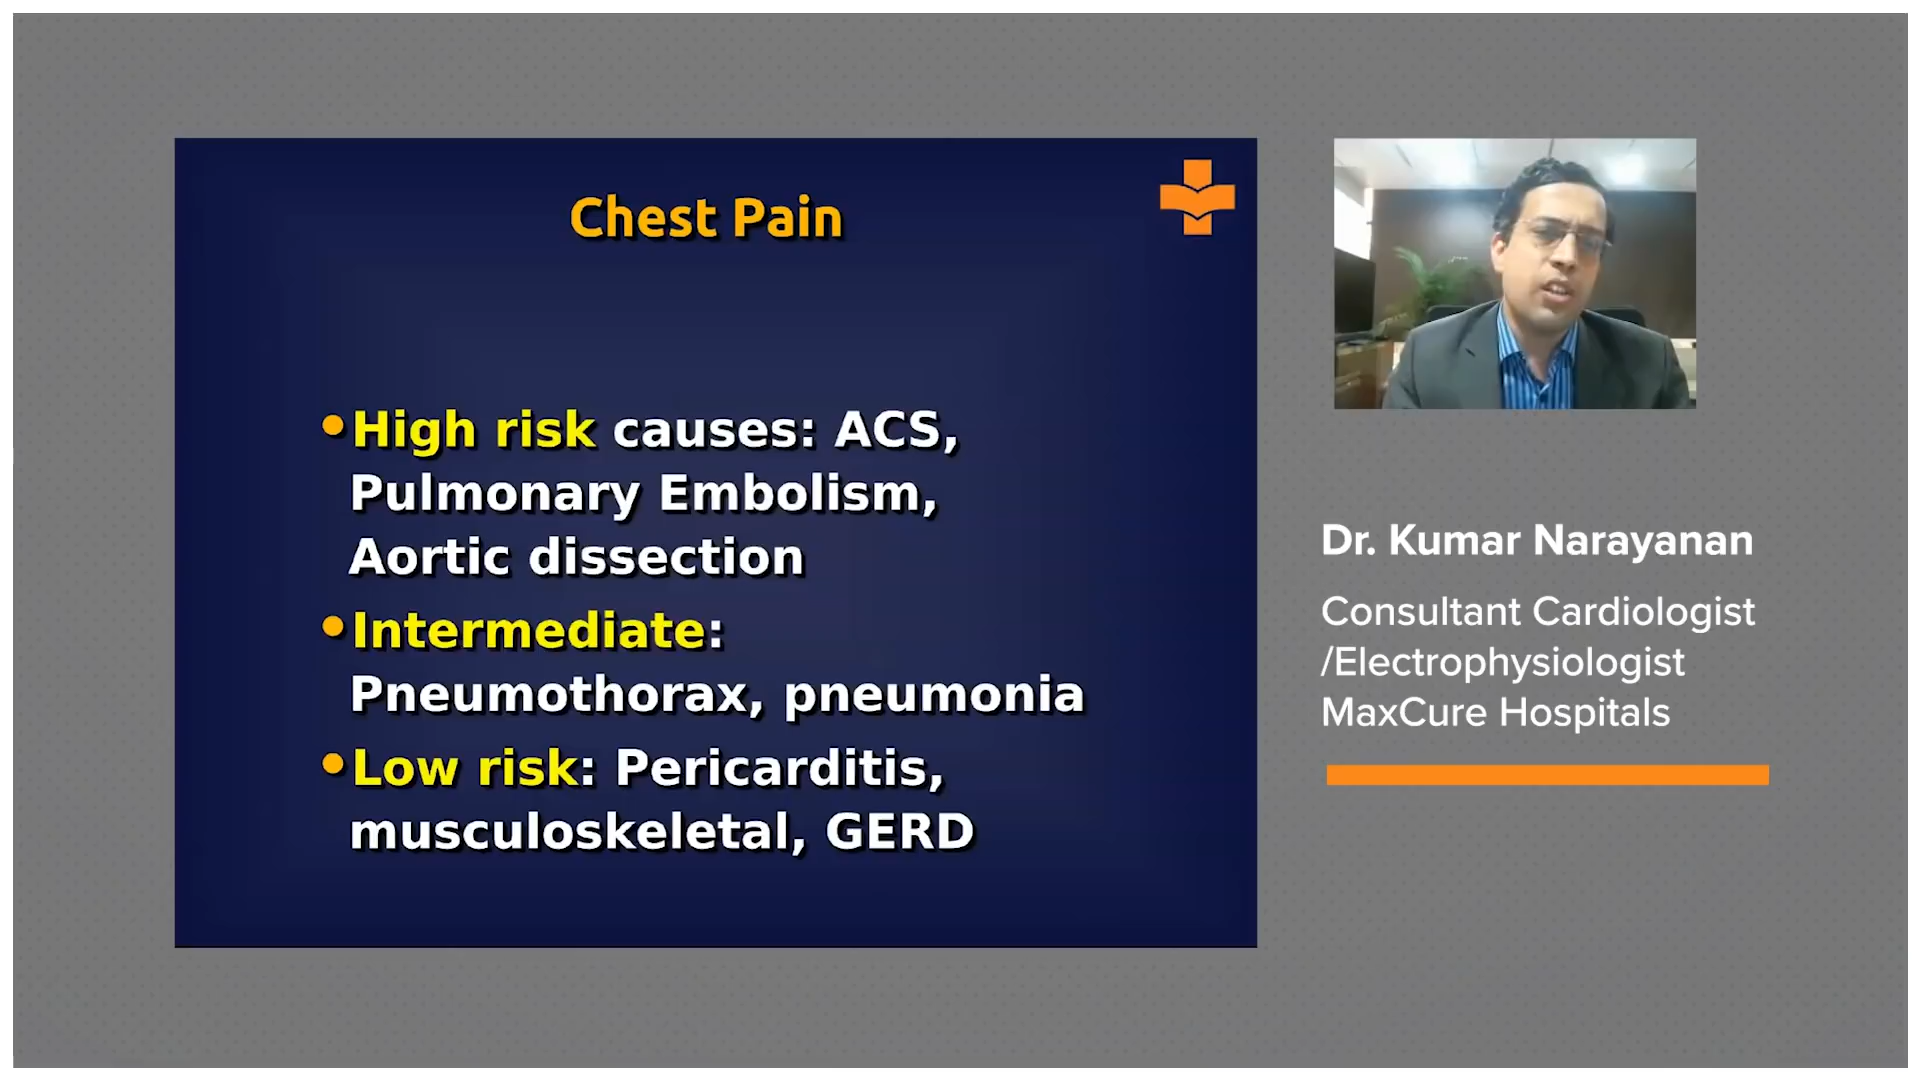 Chest Pain
•High risk causes: ACS,
Pulmonary Embolism,
Aortic dissection
•Intermediate:
Pneumothorax, pneumonia
•Low risk: Pericarditis,
musculoskeletal, GERD
Dr. Kumar Narayanan
Consultant Cardiologist
/Electrophysiologist
MaxCure Hospitals